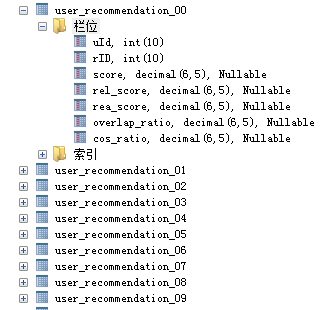 user_recommendation_00
栏位
uId, int(10)
rID, int(10)
score, decimal(6,5), Nullable
rel_score, decimal(6,5), Nullable
rea_score, decimal(6,5), Nullable
overlap_ratio, decimal(6,5), Nullable
cos_ratio, decimal(6,5), Nullable
索引
user_recommendation_01
user_recommendation_02
user_recommendation_03
user_recommendation_04
user_recommendation_05
user_recommendation_06
user_recommendation_07
user_recommendation_08
user_recommendation_09